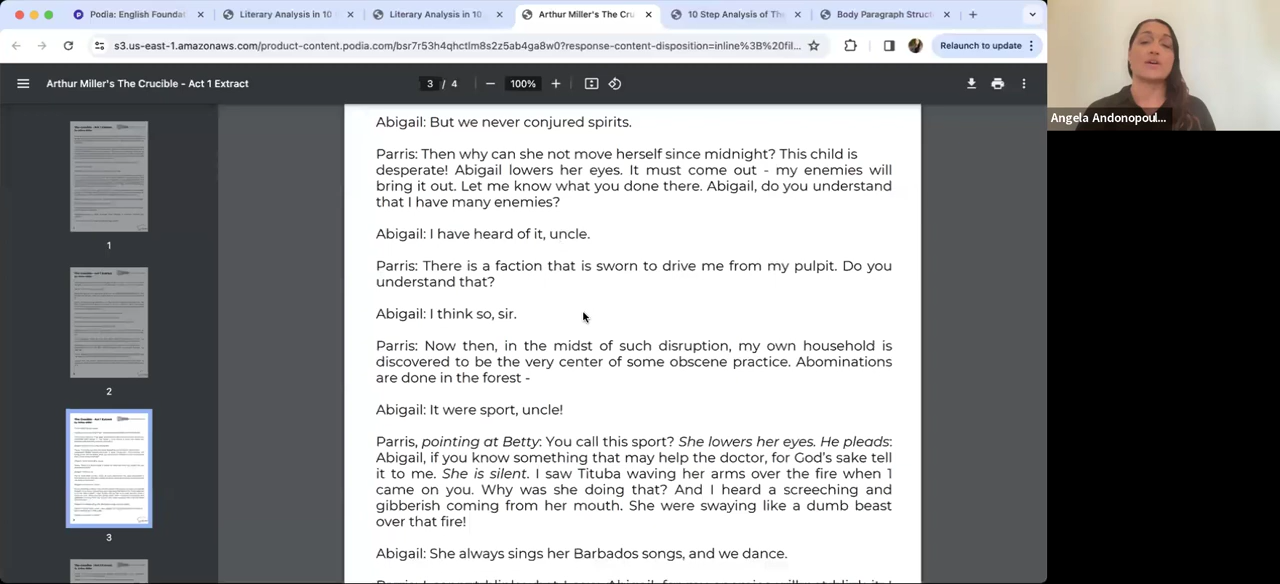 Podia: English Founda
Literary Analysis in 10
Literary Analysis in 10
Arthur Miller's The Cru
10 Step Analysis of The
Body Paragraph Struct
s3.us-east-1.amazonaws.com/product-content.podia.com/bsr7r53h4qhctlm8s2z5ab4ga8w0?response-content-disposition=inline%3B%20fil...
Relaunch to update
Arthur Miller's The Crucible - Act 1 Extract
3 / 4
100%
Angela Andonopoul...
1
2
3
Abigail: But we never conjured spirits.
Parris: Then why can she not move herself since midnight? This child is
desperate! Abigail lowers her eyes. It must come out - my enemies will
bring it out. Let me know what you done there. Abigail, do you understand
that I have many enemies?
Abigail: I have heard of it, uncle.
Parris: There is a faction that is sworn to drive me from my pulpit. Do you
understand that?
Abigail: I think so, sir.
Parris: Now then, in the midst of such disruption, my own household is
discovered to be the very center of some obscene practice. Abominations
are done in the forest -
Abigail: It were sport, uncle!
Parris, pointing at Betty: You call this sport? She lowers her eyes. He pleads:
Abigail, if you know something that may help the doctor, for God's sake tell
it to me. He is silent. I saw Tituba waving her arms over the fire when 1
came on you. Why was she doing that? And I heard a screeching and
gibberish coming from her mouth. She were swaying like a dumb beast
over that fire!
Abigail: She always sings her Barbados songs, and we dance.